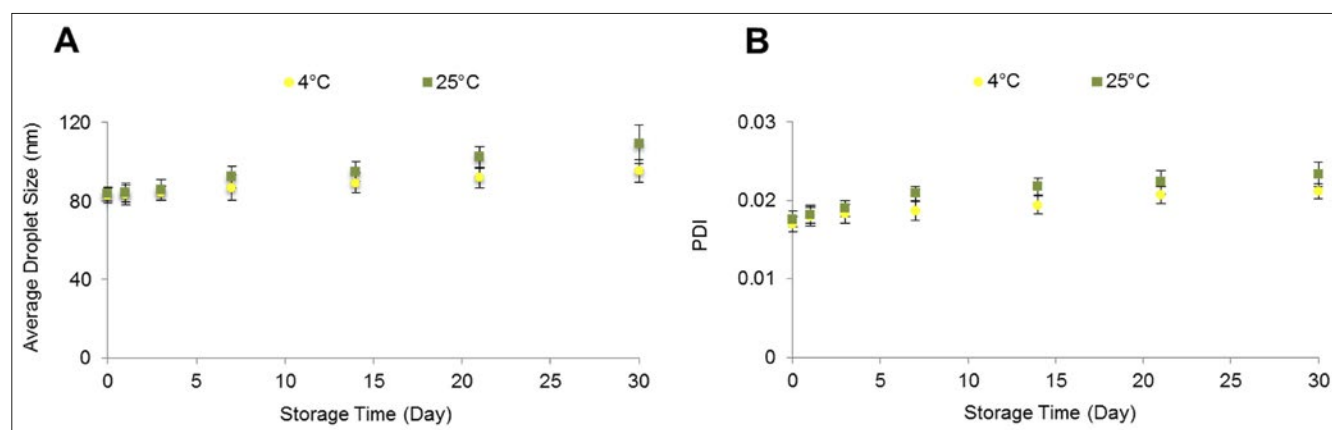 A
4°C 25°C
120
80
40
0
Average Droplet Size (nm)
0 5 10 15 20 25 30
Storage Time (Day)
B
4°C 25°C
0.03
0.02
0.01
0
PDI
0 5 10 15 20 25 30
Storage Time (Day)